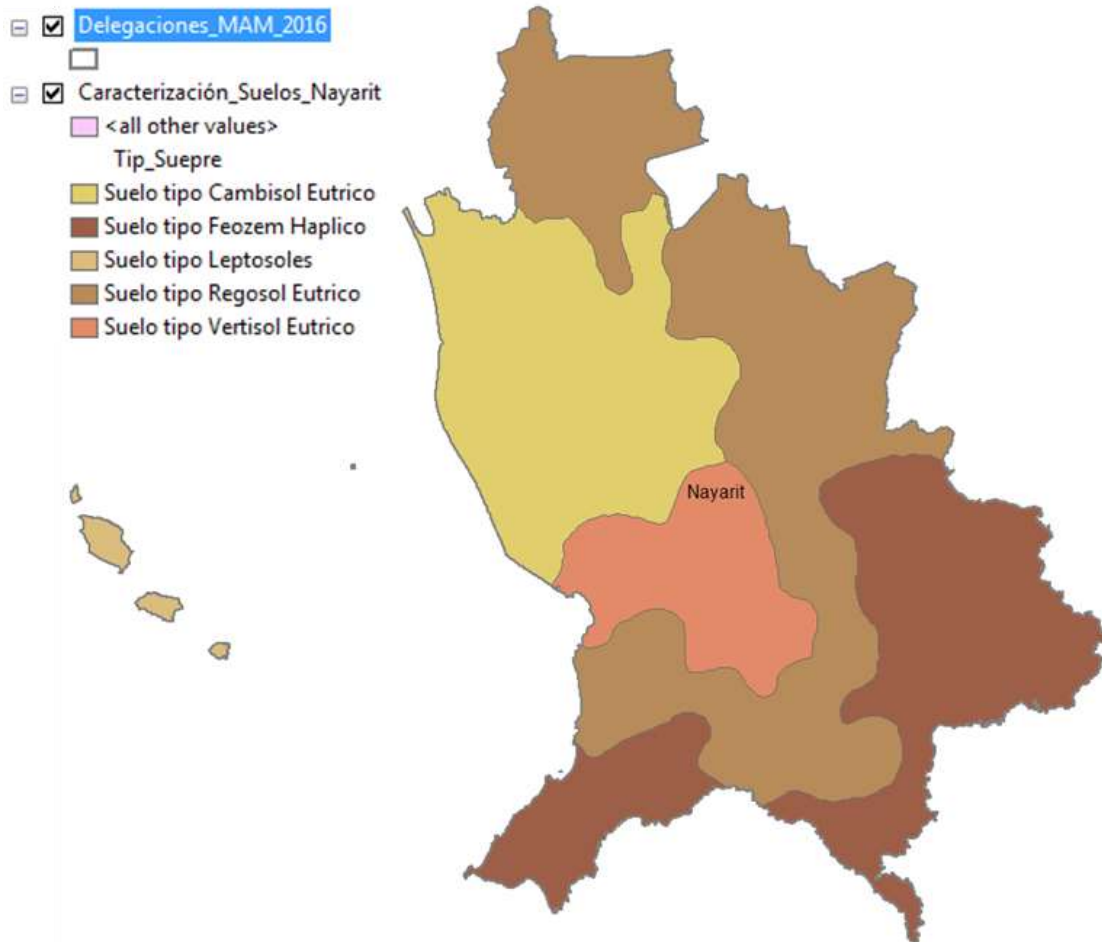 Delegaciones_MAM_2016
Caracterización_Suelos_Nayarit
<all other values>
Tip_Suepre
Suelo tipo Cambisol Eutrico
Suelo tipo Feozem Haplico
Suelo tipo Leptosoles
Suelo tipo Regosol Eutrico
Suelo tipo Vertisol Eutrico
Nayarit